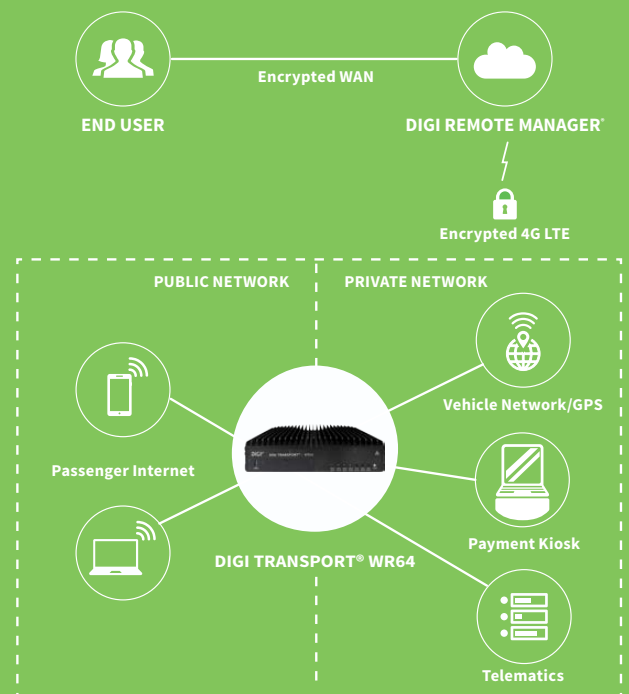 Encrypted WAN
END USER
DIGI REMOTE MANAGER®
Encrypted 4G LTE
PUBLIC NETWORK
PRIVATE NETWORK
Vehicle Network/GPS
Passenger Internet
DIGI
Payment Kiosk
DIGI TRANSPORT® WR64
Telematics